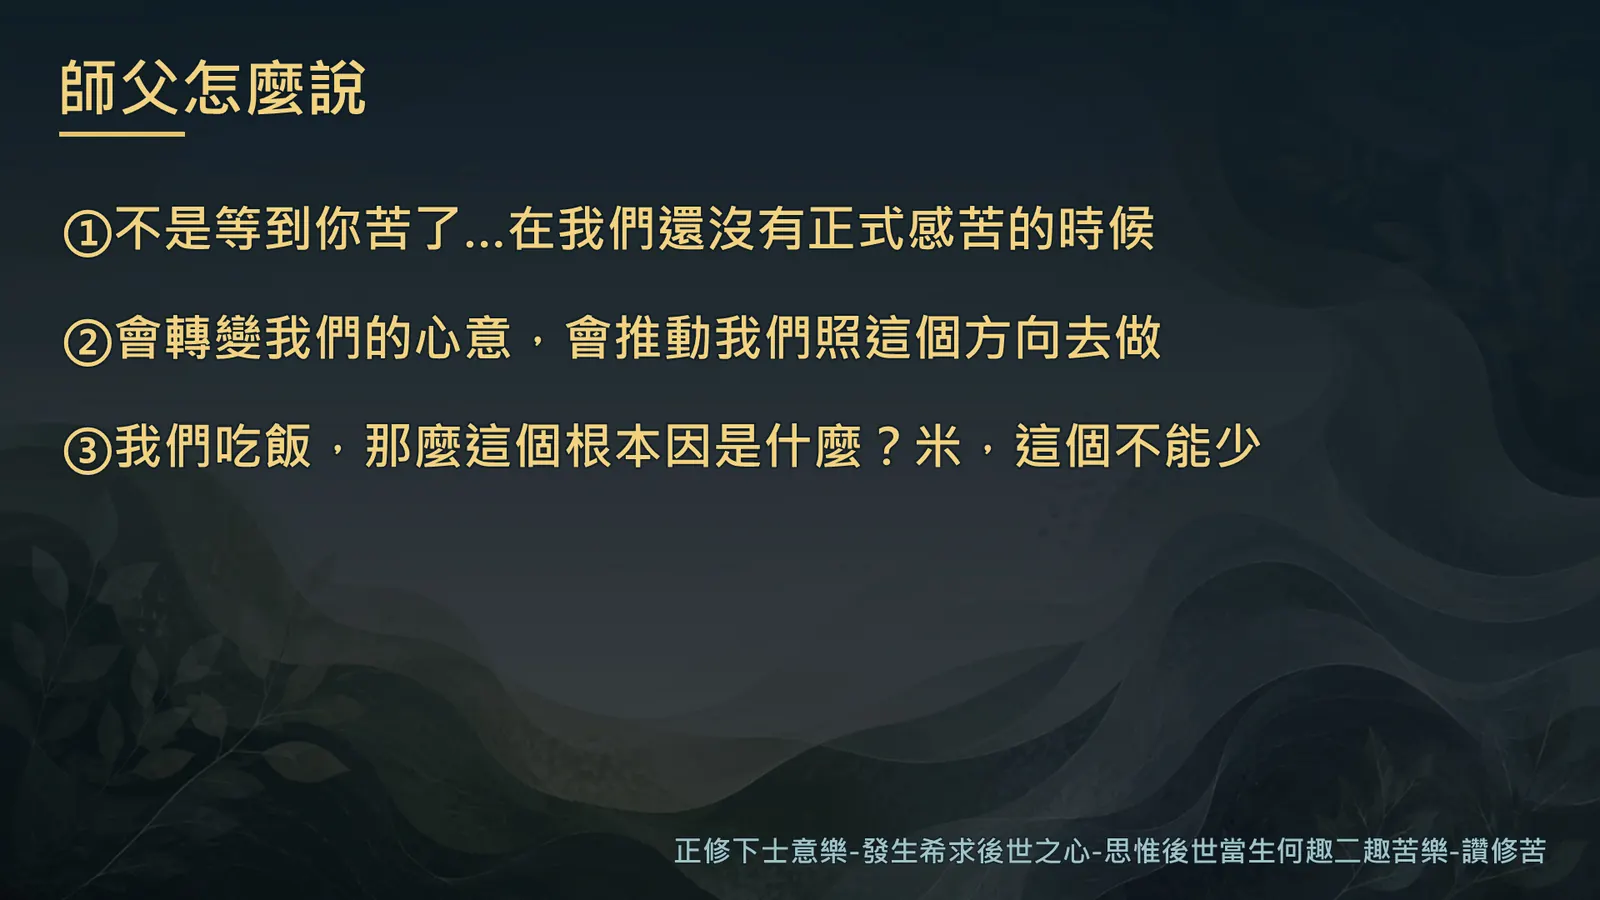 師父怎麼說
①不是等到你苦了...在我們還沒有正式感苦的時候
②會轉變我們的心意，會推動我們照這個方向去做
③我們吃飯，那麼這個根本因是什麼？米，這個不能少
正修下士意樂-發生希求後世之心-思惟後世當生何趣二趣苦樂-讚修苦